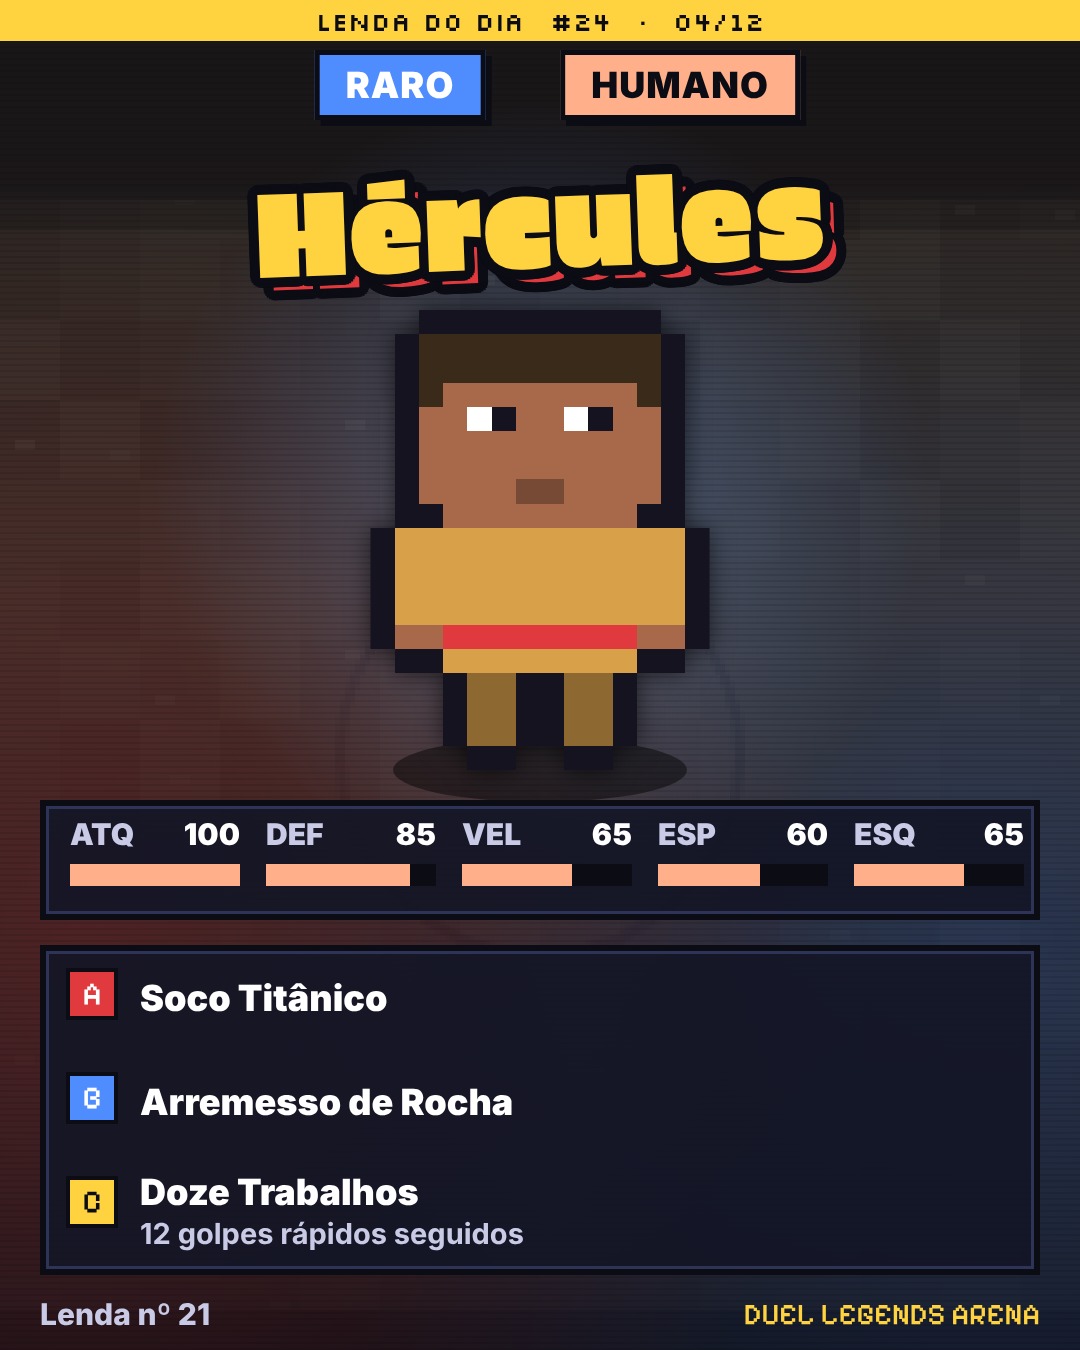 LENDA DO DIA #24 · 04/12
RARO
HUMANO
Hércules
ATQ 100 DEF 85 VEL 65 ESP 60 ESQ 65
A Soco Titânico
B Arremesso de Rocha
C Doze Trabalhos
12 golpes rápidos seguidos
Lenda nº 21
DUEL LEGENDS ARENA